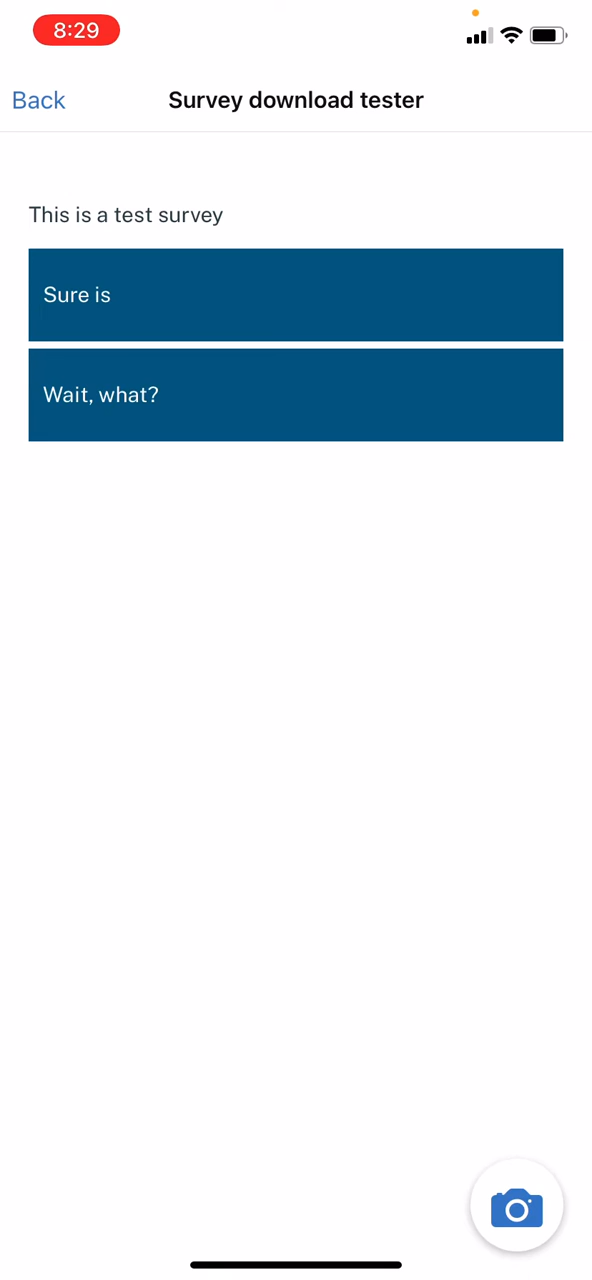 8:29
Back
Survey download tester
This is a test survey
Sure is
Wait, what?